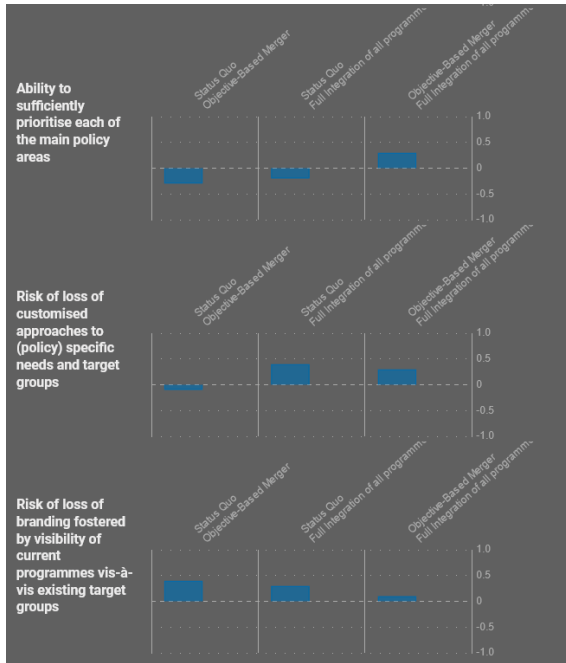 Ability to
sufficiently
prioritise each of
the main policy
areas
Status Quo
Objective-Based Merger
Status Quo
Full Integration of all
Objective-Based Merger
Full Integration of all
1.0
0.5
0
-0.5
-1.0
Risk of loss of
customised
approaches to
(policy) specific
needs and target
groups
Status Quo
Objective-Based Merger
Status Quo
Full Integration of all
Objective-Based Merger
Full Integration of all
1.0
0.5
0
-0.5
-1.0
Risk of loss of
branding fostered
by visibility of
current
programmes vis-à-
vis existing target
groups
Status Quo
Objective-Based Merger
Status Quo
Full Integration of all
Objective-Based Merger
Full Integration of all
1.0
0.5
0
-0.5
-1.0